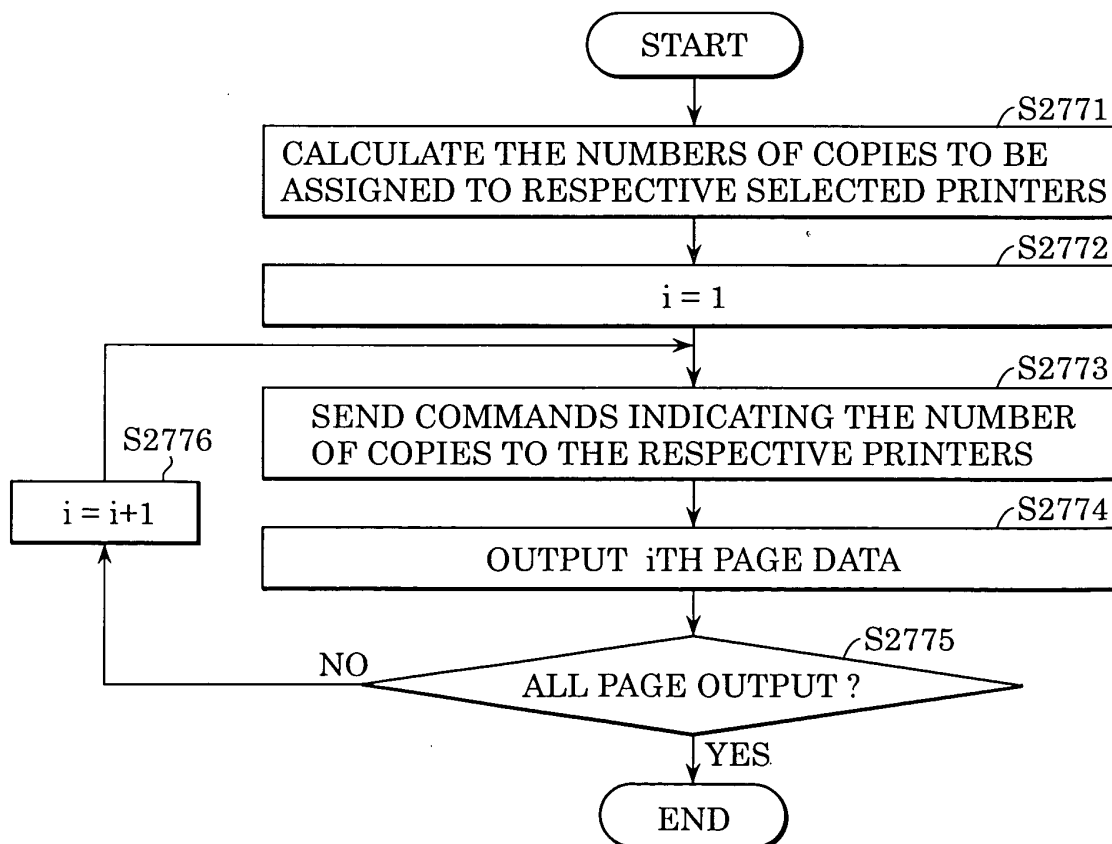 START
S2771
CALCULATE THE NUMBERS OF COPIES TO BE
ASSIGNED TO RESPECTIVE SELECTED PRINTERS
S2772
i = 1
S2773
SEND COMMANDS INDICATING THE NUMBER
OF COPIES TO THE RESPECTIVE PRINTERS
S2776
i = i+1
S2774
OUTPUT iTH PAGE DATA
S2775
NO
ALL PAGE OUTPUT ?
YES
END